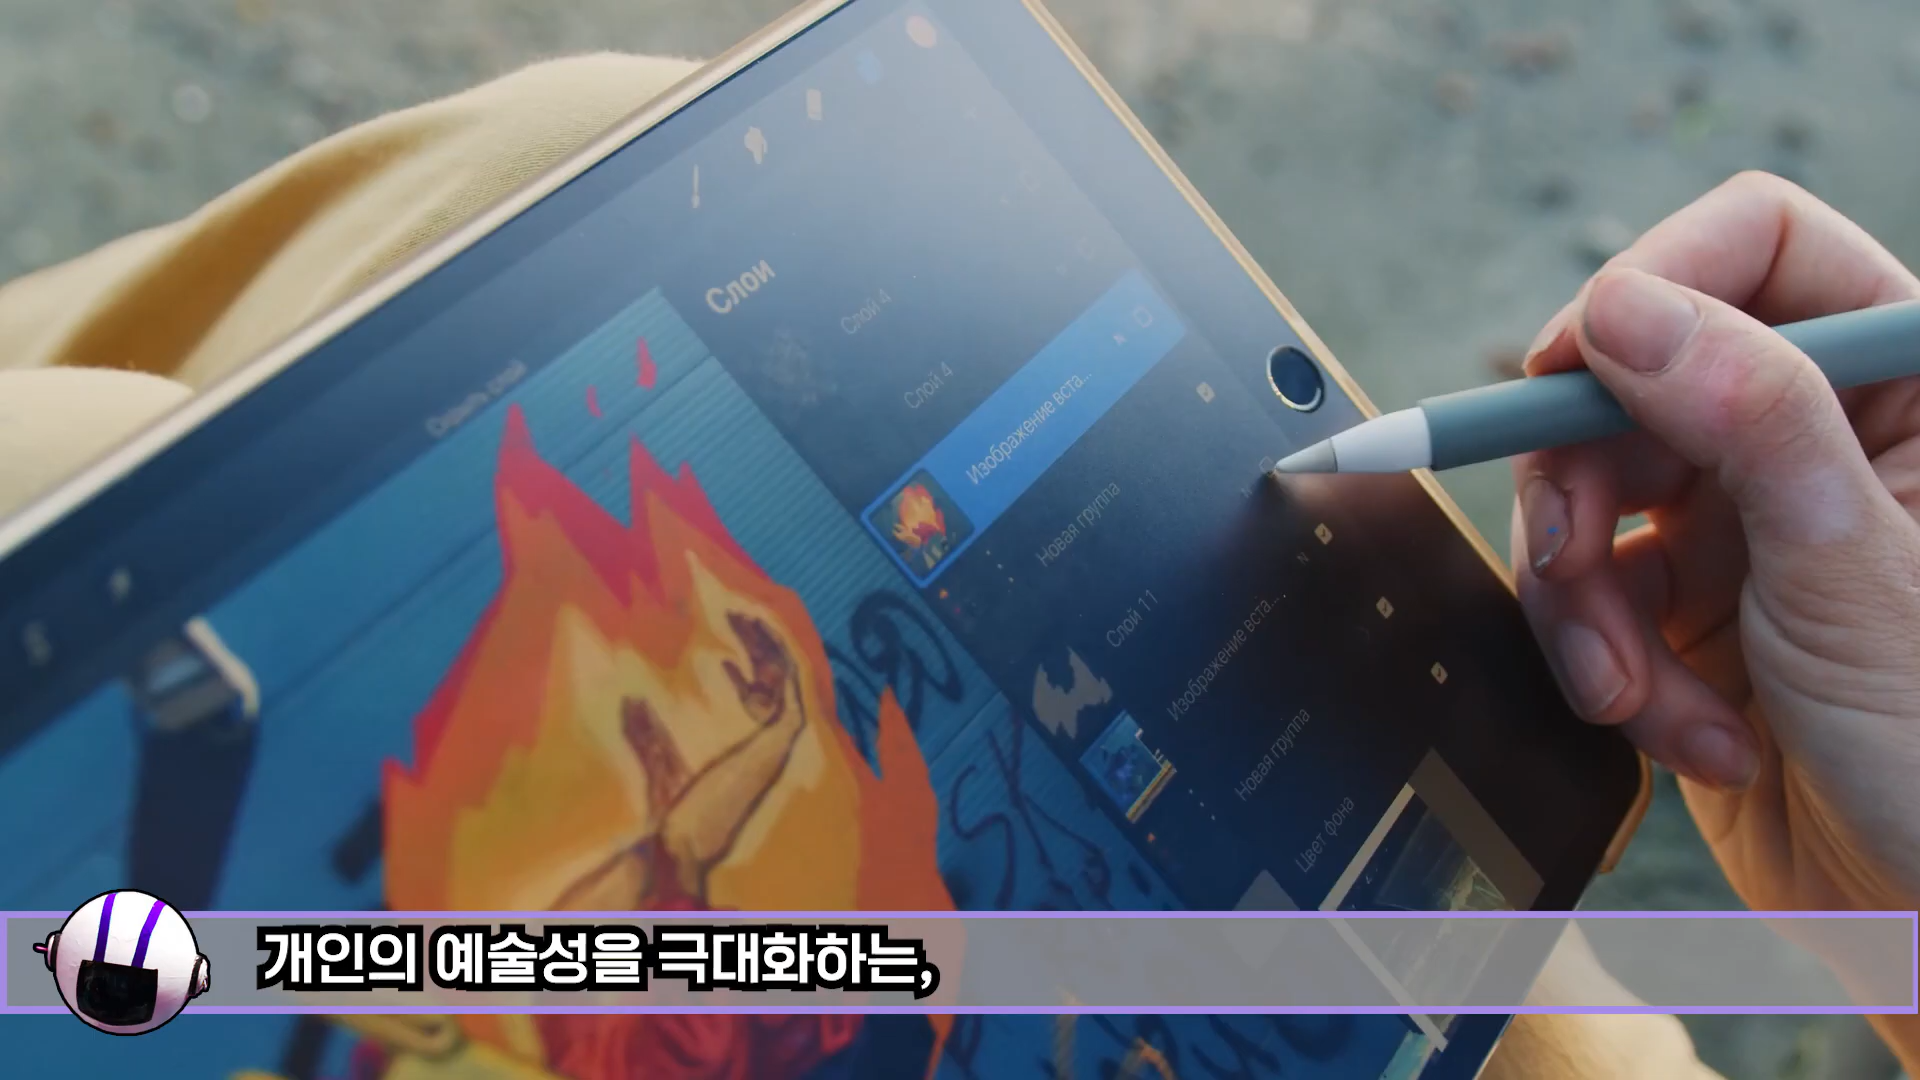 Слои
Слой 4
Слой 4
Изображение вста...
N
Новая группа
N
Слой 11
N
Изображение вста...
Новая группа
Цвет фона
개인의 예술성을 극대화하는,